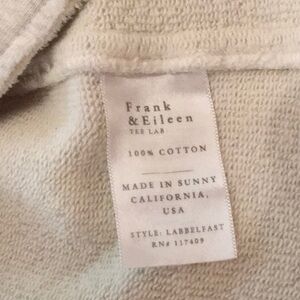 Frank
&Eileen
TEE LAB
100% COTTON
MADE IN SUNNY
CALIFORNIA,
USA
STYLE: LABBELFAST
RN# 117409